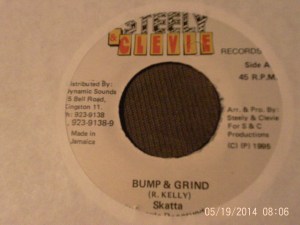 STEELY
& CLEVIE
RECORDS
Side A
45 R.P.M.
Distributed By:
Dynamic Sounds
Bell Road,
Kingston 11.
923-9138
923-9138-9
Made in
Jamaica
Arr. & Pro. By:
Steely & Clevie
For S & C
Productions
(C) (P) 1995
BUMP & GRIND
(R. KELLY)
Skatta
05/19/2014 08:06